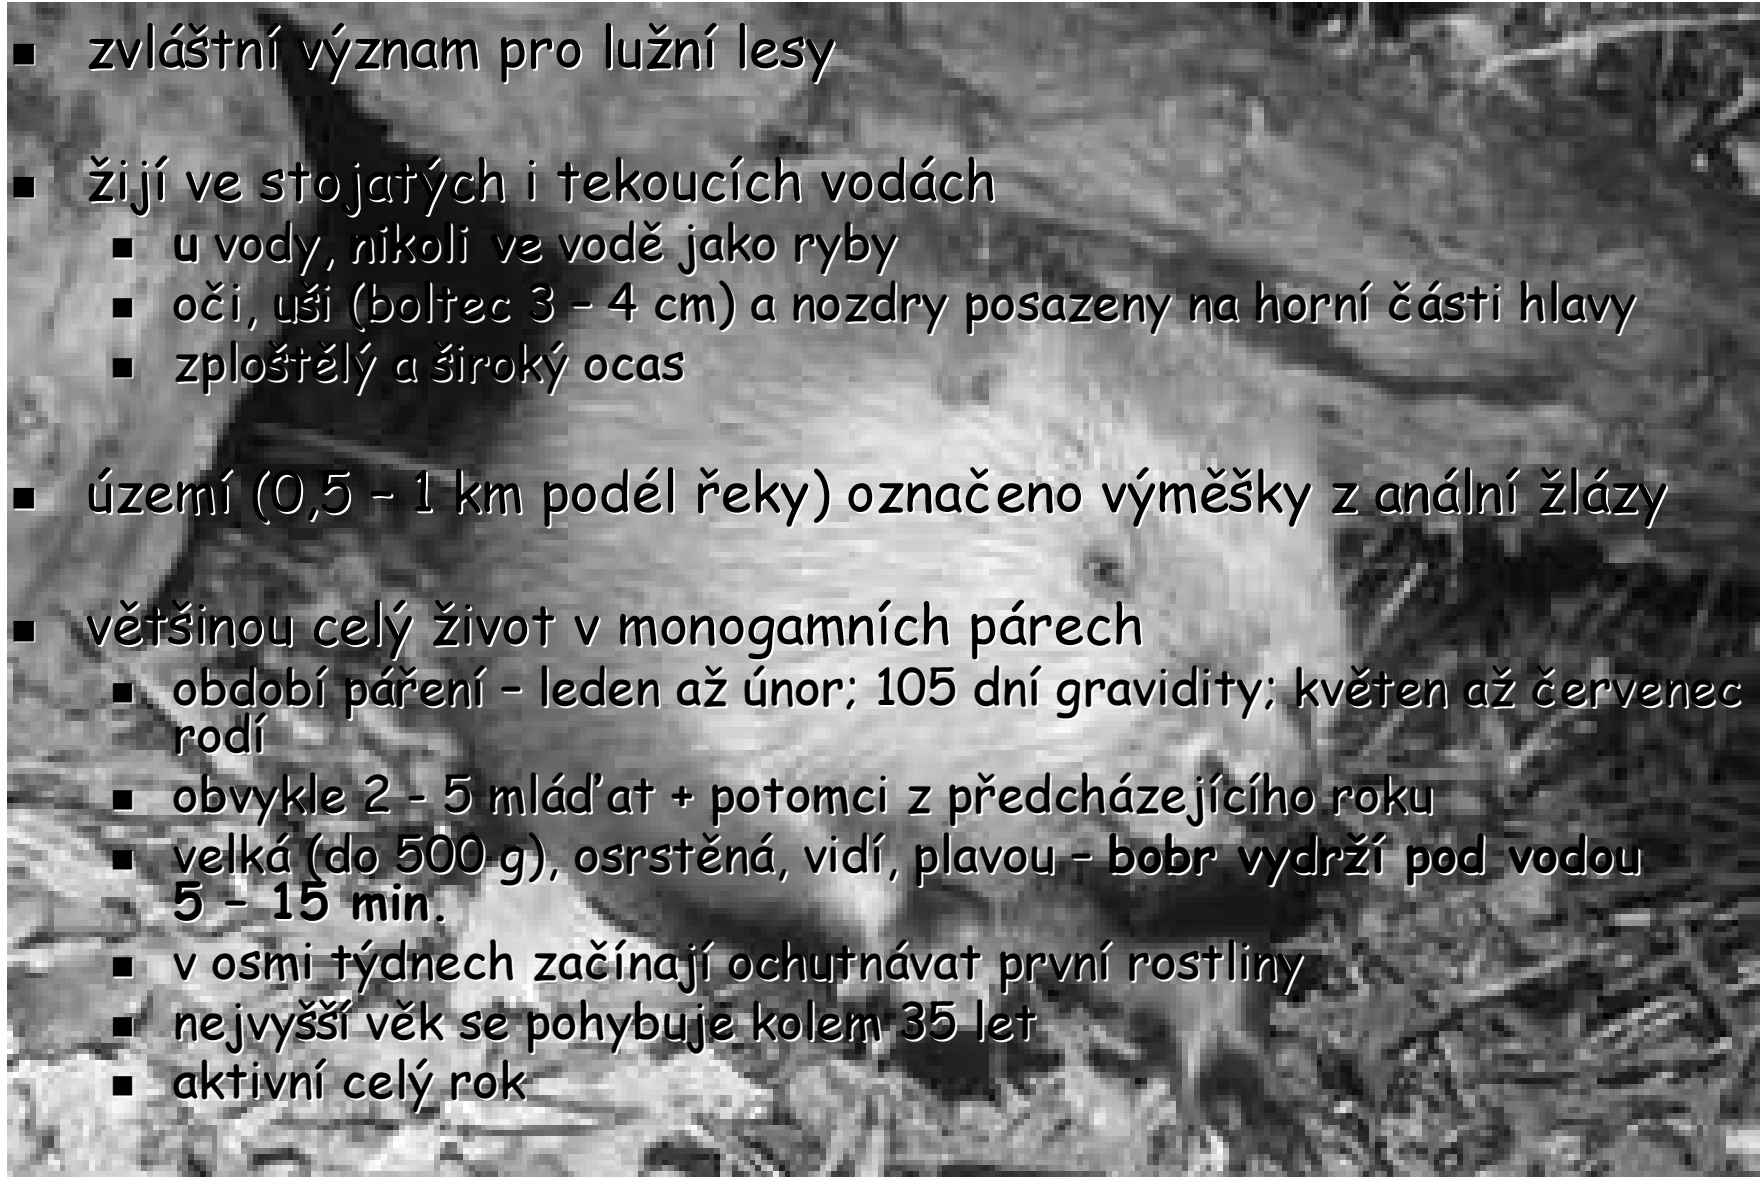 ▪ zvláštní význam pro lužní lesy
▪ žijí ve stojatých i tekoucích vodách
▪ u vody, nikoli ve vodě jako ryby
▪ oči, uši (boltec 3 – 4 cm) a nozdry posazeny na horní části hlavy
▪ zploštělý a široký ocas
▪ území (0,5 – 1 km podél řeky) označeno výměšky z anální žlázy
▪ většinou celý život v monogamních párech
▪ období páření – leden až únor; 105 dní gravidity; květen až červenec
rodí
▪ obvykle 2 - 5 mláďat + potomci z předcházejícího roku
▪ velká (do 500 g), osrstěná, vidí, plavou – bobr vydrží pod vodou
5 – 15 min.
▪ v osmi týdnech začínají ochutnávat první rostliny
▪ nejvyšší věk se pohybuje kolem 35 let
▪ aktivní celý rok